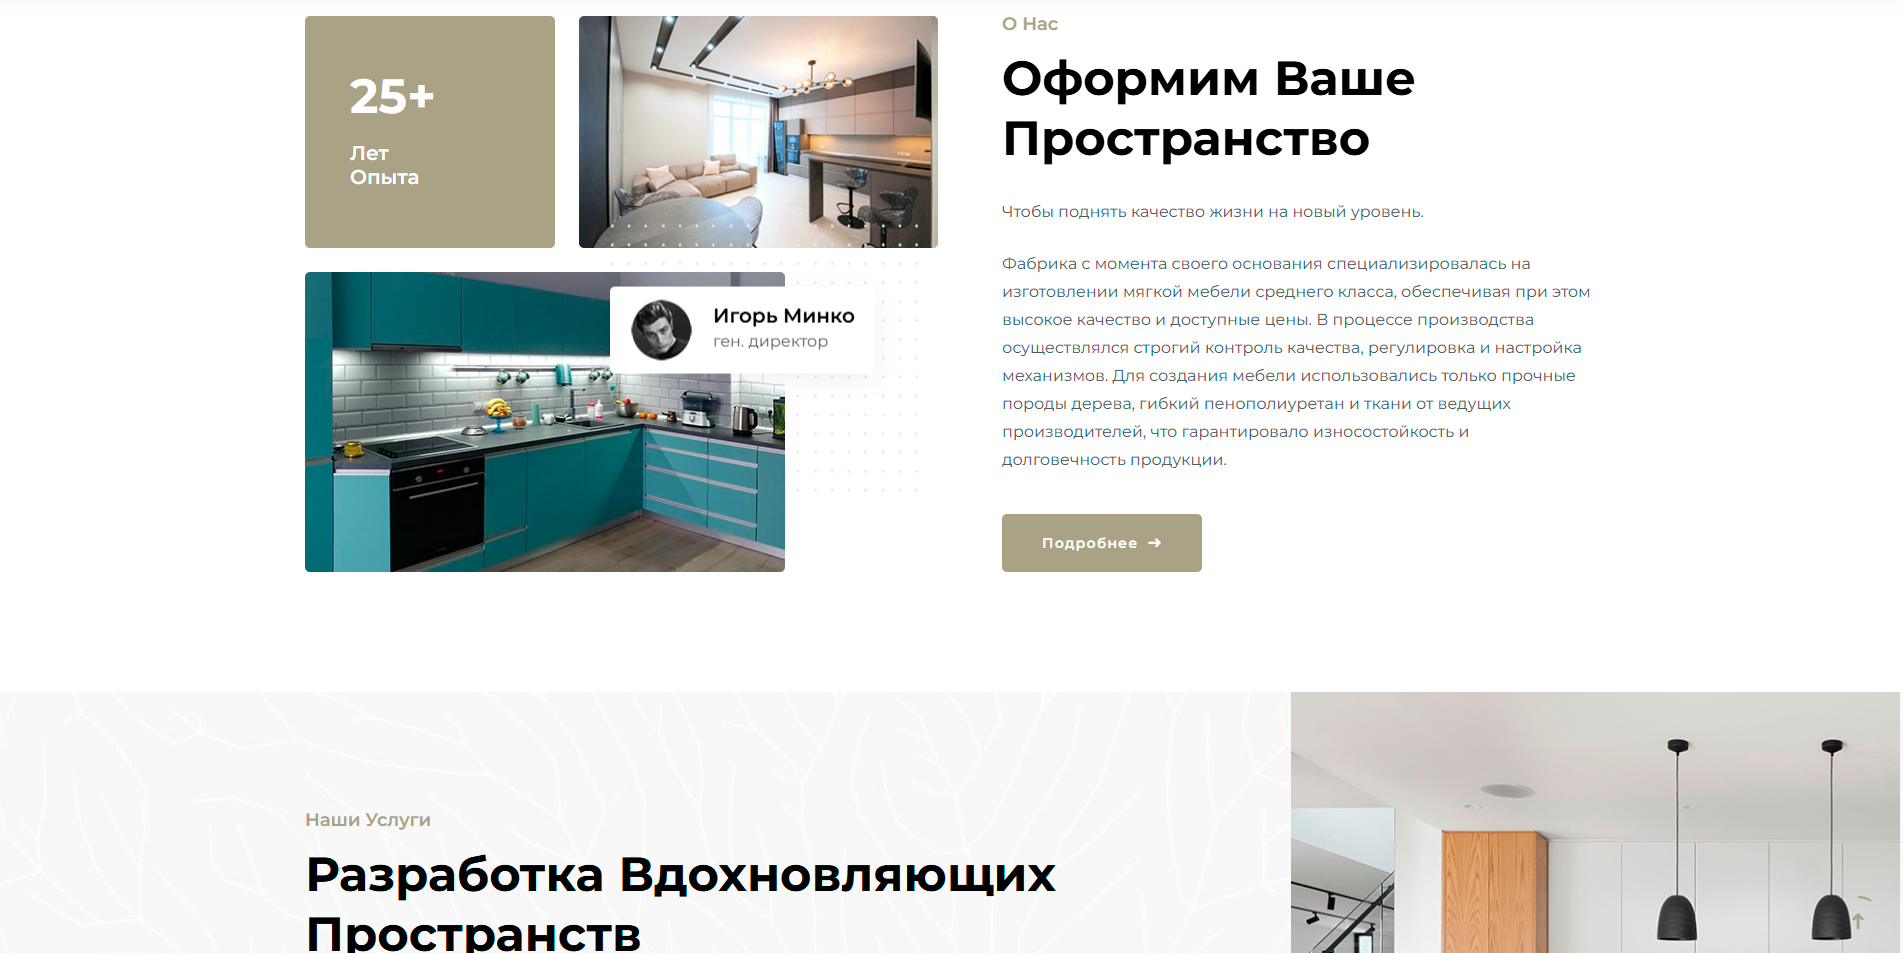 25+
Лет
Опыта
Игорь Минко
ген. директор
О Нас
Оформим Ваше
Пространство
Чтобы поднять качество жизни на новый уровень.
Фабрика с момента своего основания специализировалась на
изготовлении мягкой мебели среднего класса, обеспечивая при этом
высокое качество и доступные цены. В процессе производства
осуществлялся строгий контроль качества, регулировка и настройка
механизмов. Для создания мебели использовались только прочные
породы дерева, гибкий пенополиуретан и ткани от ведущих
производителей, что гарантировало износостойкость и
долговечность продукции.
Подробнее →
Наши Услуги
Разработка Вдохновляющих
Пространств